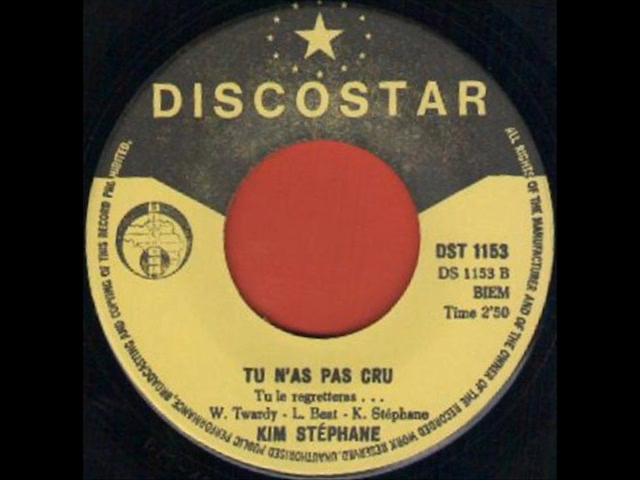 DISCOSTAR
ALL RIGHTS OF THE MANUFACTURER AND OF THE OWNER OF THE RECORDED WORK RESERVED. UNAUTHORISED PUBLIC PERFORMANCE, BROADCASTING AND COPYING OF THIS RECORD PROHIBITED.
DST 1153
DS 1153 B
BIEM
Time 2'50
TU N'AS PAS CRU
Tu le regretteras . . .
W. Twardy - L. Beat - K. Stéphane
KIM STÉPHANE